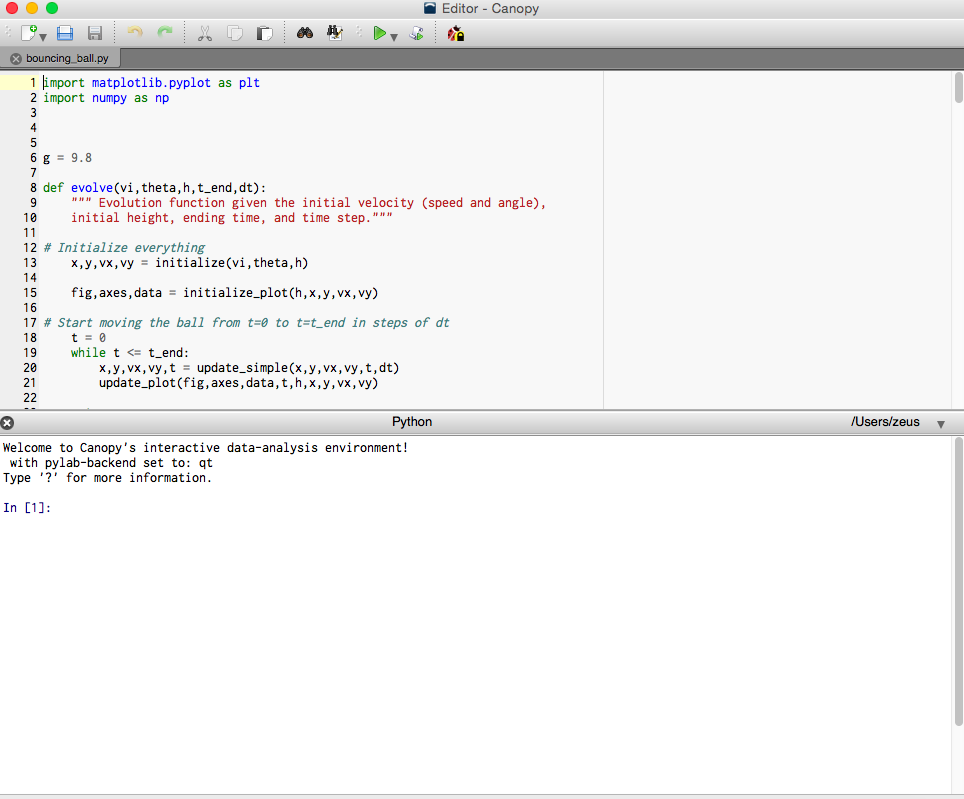 Editor - Canopy
bouncing_ball.py
1 import matplotlib.pyplot as plt
2 import numpy as np
3
4
5
6 g = 9.8
7
8 def evolve(vi,theta,h,t_end,dt):
9     """ Evolution function given the initial velocity (speed and angle),
10     initial height, ending time, and time step."""
11
12 # Initialize everything
13     x,y,vx,vy = initialize(vi,theta,h)
14
15     fig,axes,data = initialize_plot(h,x,y,vx,vy)
16
17 # Start moving the ball from t=0 to t=t_end in steps of dt
18     t = 0
19     while t <= t_end:
20         x,y,vx,vy,t = update_simple(x,y,vx,vy,t,dt)
21         update_plot(fig,axes,data,t,h,x,y,vx,vy)
22
Python /Users/zeus
Welcome to Canopy's interactive data-analysis environment!
 with pylab-backend set to: qt
Type '?' for more information.
In [1]: